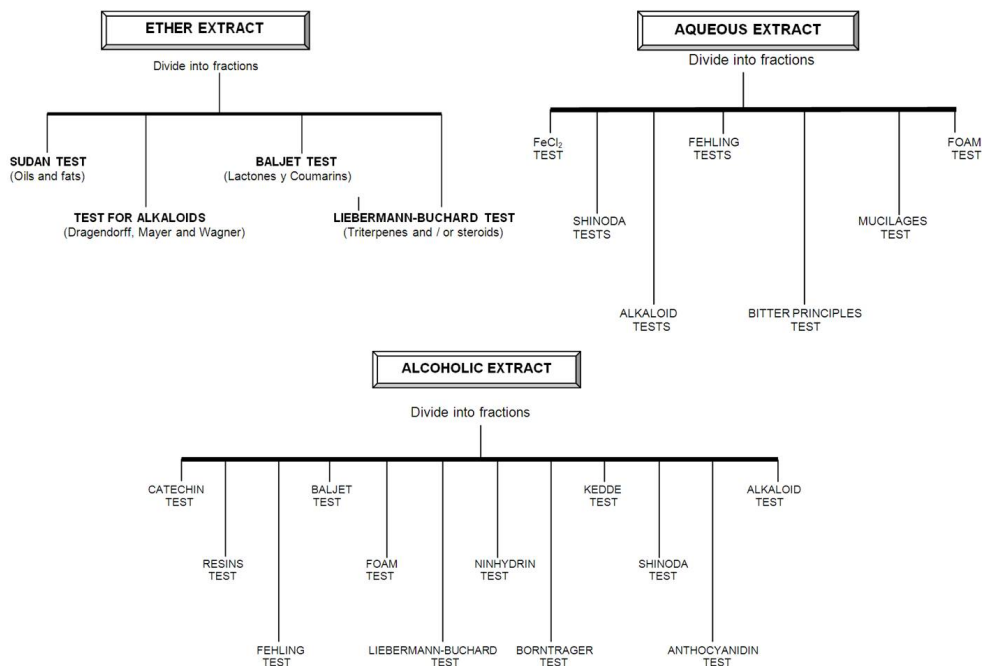 ETHER EXTRACT
Divide into fractions
SUDAN TEST
(Oils and fats)
TEST FOR ALKALOIDS
(Dragendorff, Mayer and Wagner)
BALJET TEST
(Lactones y Coumarins)
LIEBERMANN-BUCHARD TEST
(Triterpenes and / or steroids)
AQUEOUS EXTRACT
Divide into fractions
FeCl₂
TEST
SHINODA
TESTS
ALKALOID
TESTS
FEHLING
TESTS
BITTER PRINCIPLES
TEST
MUCILAGES
TEST
FOAM
TEST
ALCOHOLIC EXTRACT
Divide into fractions
CATECHIN
TEST
RESINS
TEST
FEHLING
TEST
BALJET
TEST
FOAM
TEST
LIEBERMANN-BUCHARD
TEST
NINHYDRIN
TEST
BORNTRAGER
TEST
KEDDE
TEST
SHINODA
TEST
ANTHOCYANIDIN
TEST
ALKALOID
TEST